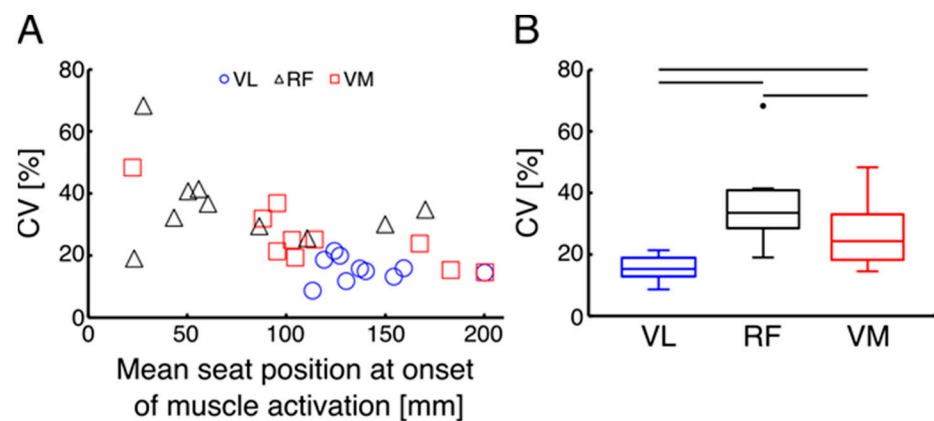 A
CV [%]
80
60
40
20
0
VL RF VM
0 50 100 150 200
Mean seat position at onset
of muscle activation [mm]
B
CV [%]
80
60
40
20
0
VL RF VM